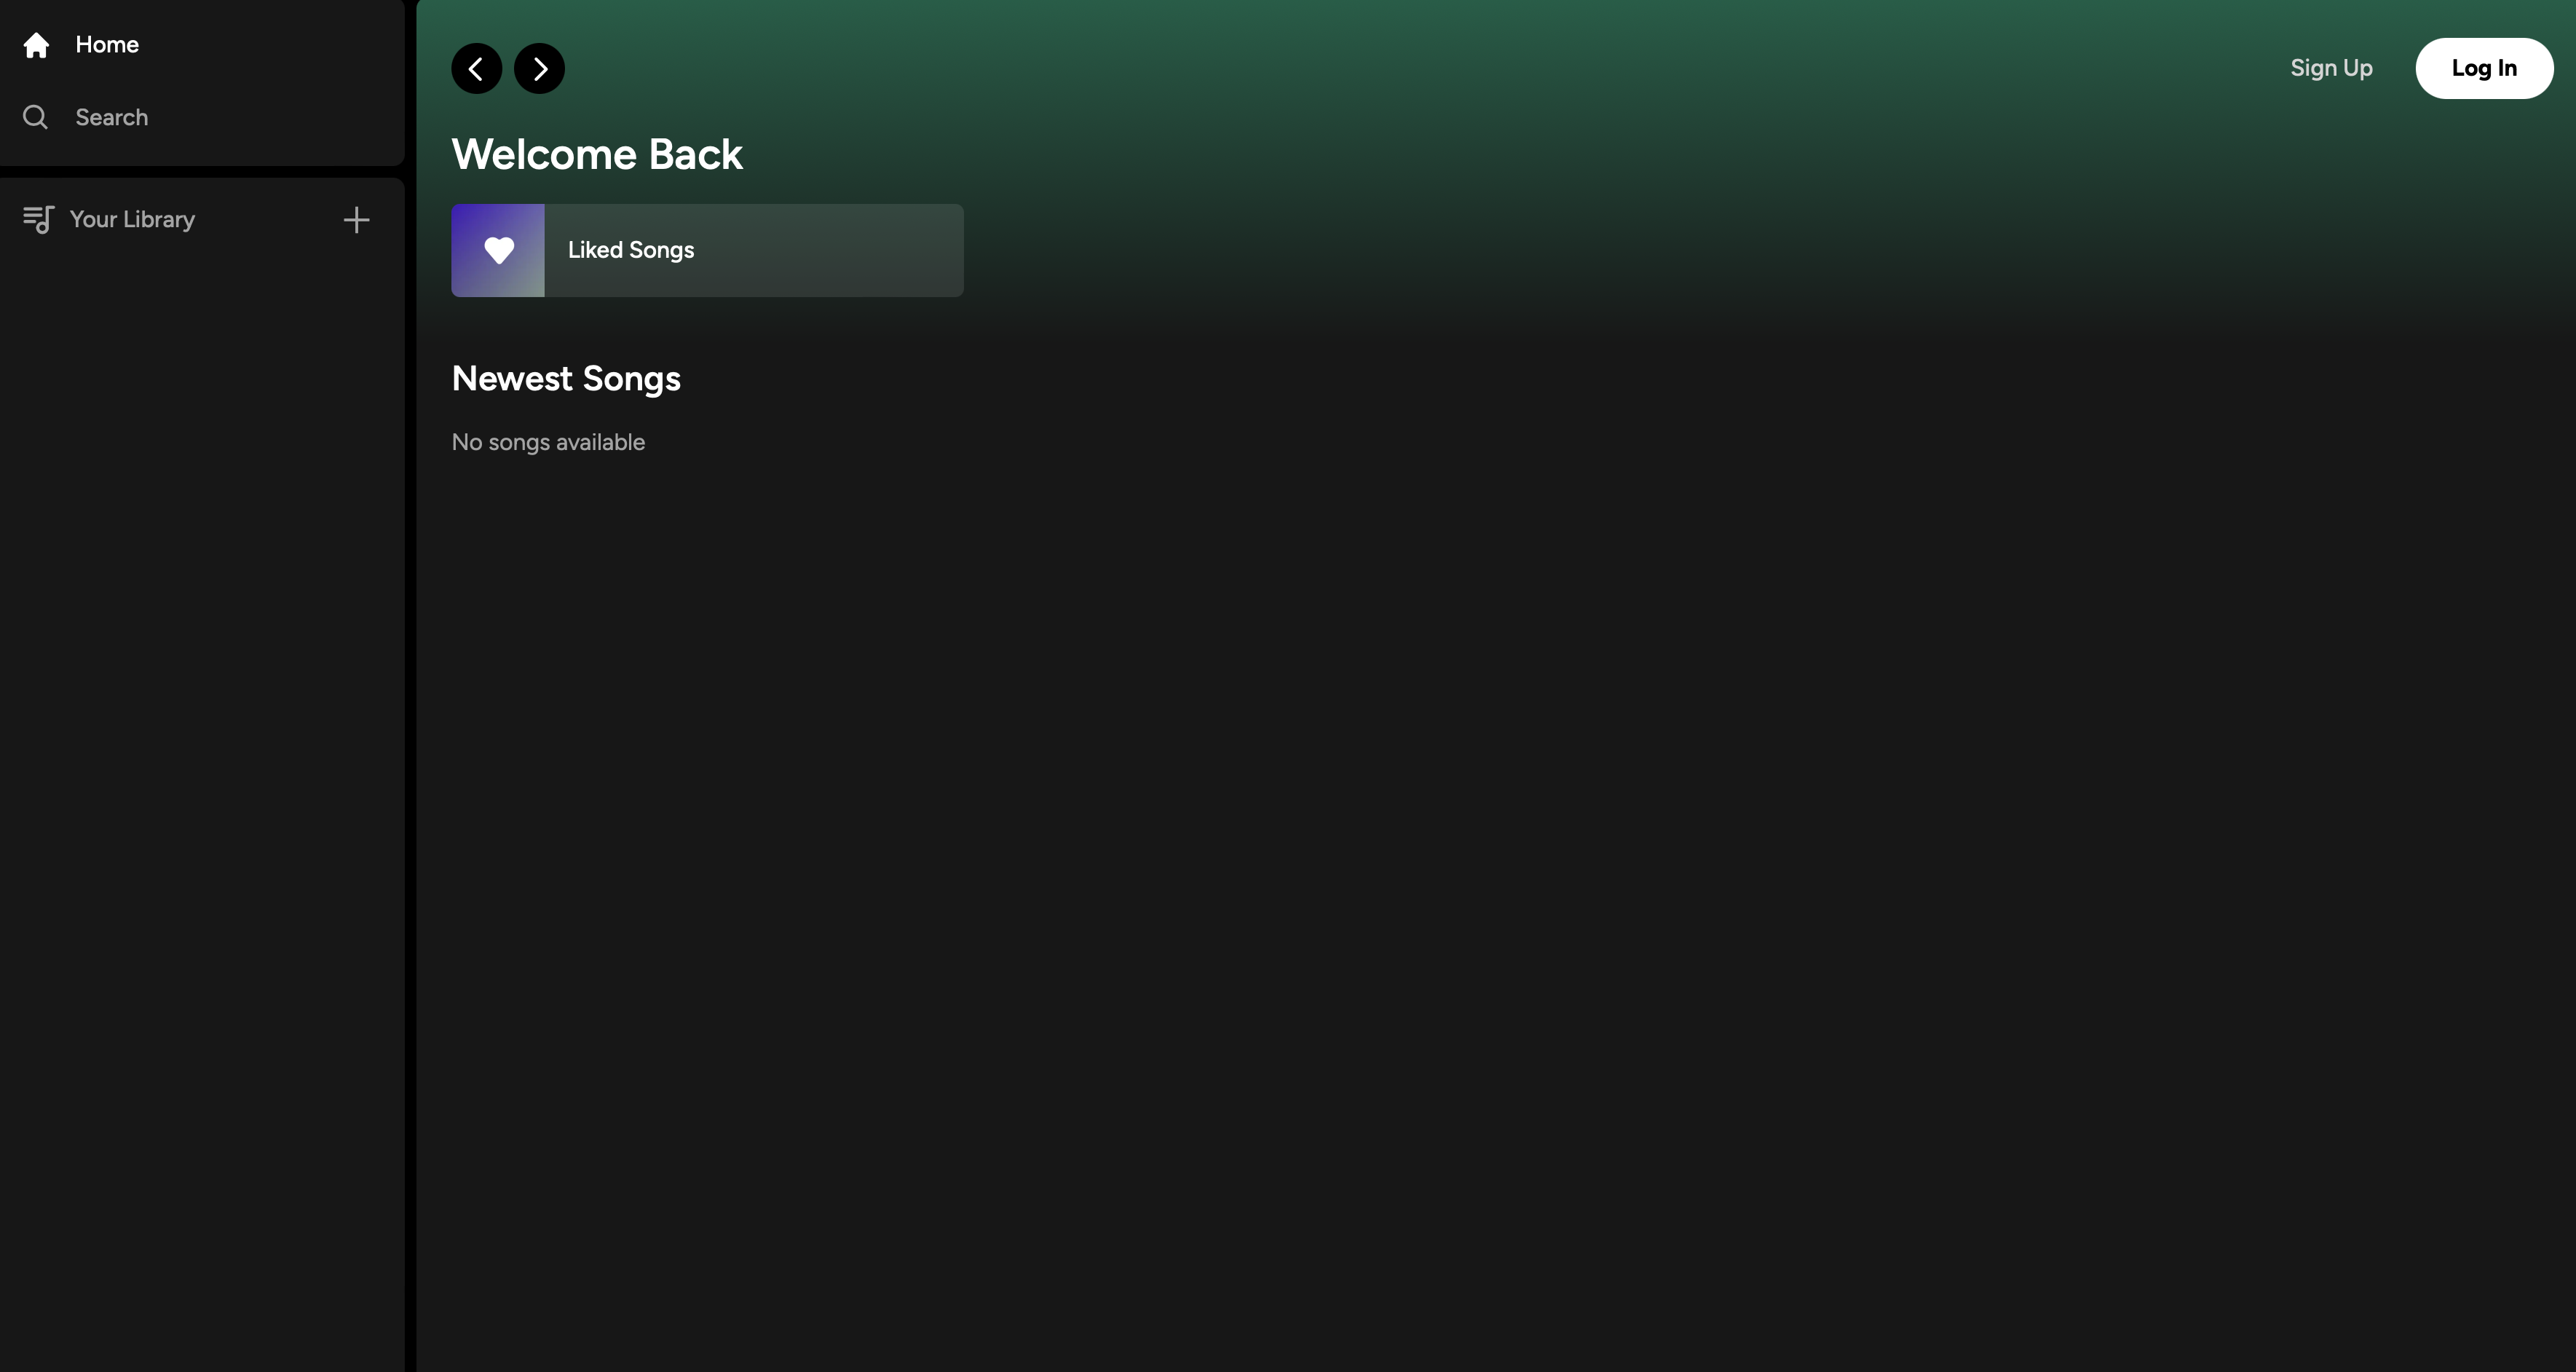 Home
Search
Your Library
Sign Up
Log In
Welcome Back
Liked Songs
Newest Songs
No songs available